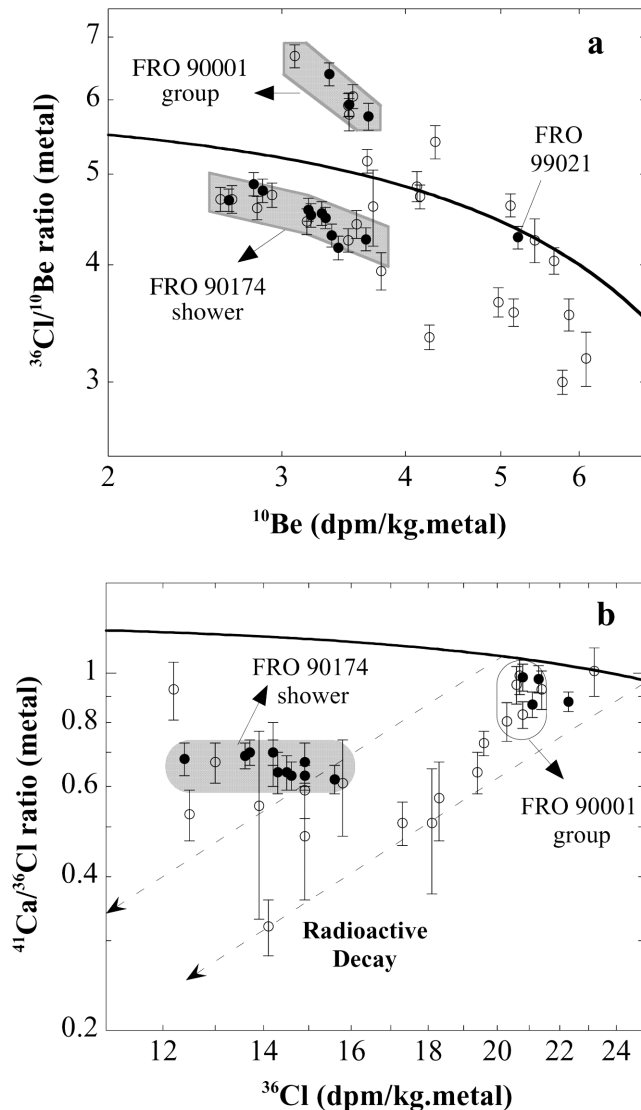 a
7
6
5
4
3
FRO 90001
group
FRO
99021
FRO 90174
shower
³⁶Cl/¹⁰Be ratio (metal)
2
3
4
5
6
¹⁰Be (dpm/kg.metal)
b
1
0.8
0.6
0.4
0.2
FRO 90174
shower
FRO 90001
group
Radioactive
Decay
⁴¹Ca/³⁶Cl ratio (metal)
12
14
16
20
22
24
³⁶Cl (dpm/kg.metal)